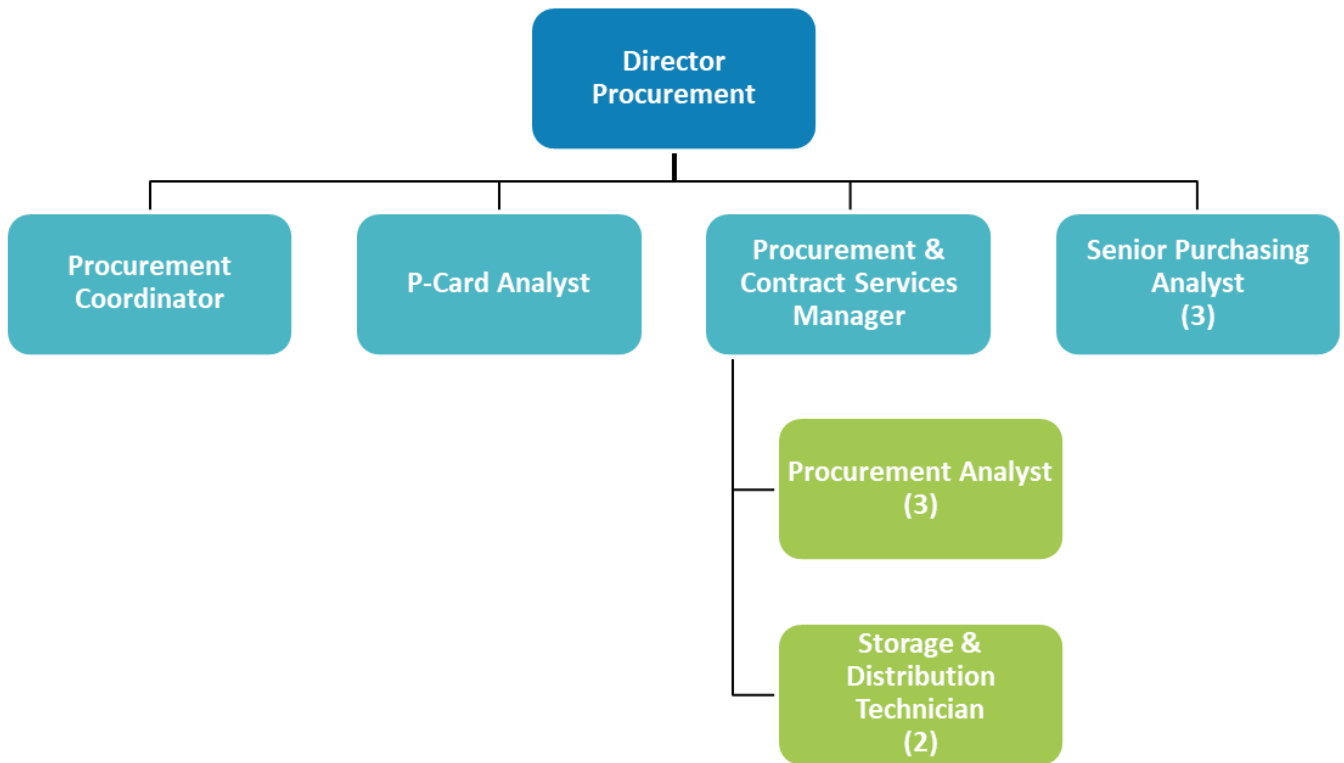 Director
Procurement
Procurement
Coordinator
P-Card Analyst
Procurement &
Contract Services
Manager
Senior Purchasing
Analyst
(3)
Procurement Analyst
(3)
Storage &
Distribution
Technician
(2)